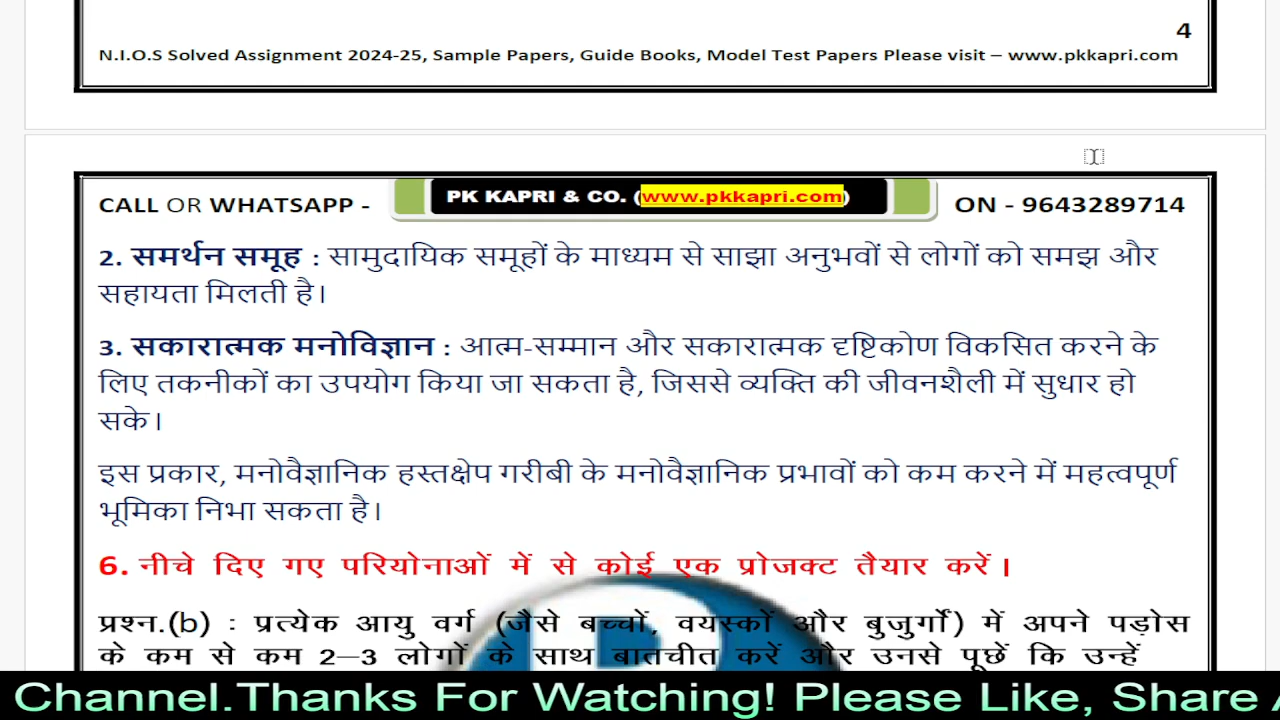 4
N.I.O.S Solved Assignment 2024-25, Sample Papers, Guide Books, Model Test Papers Please visit – www.pkkapri.com
CALL OR WHATSAPP - PK KAPRI & CO. (www.pkkapri.com) ON - 9643289714
2. समर्थन समूह : सामुदायिक समूहों के माध्यम से साझा अनुभवों से लोगों को समझ और
सहायता मिलती है।
3. सकारात्मक मनोविज्ञान : आत्म-सम्मान और सकारात्मक दृष्टिकोण विकसित करने के
लिए तकनीकों का उपयोग किया जा सकता है, जिससे व्यक्ति की जीवनशैली में सुधार हो
सके।
इस प्रकार, मनोवैज्ञानिक हस्तक्षेप गरीबी के मनोवैज्ञानिक प्रभावों को कम करने में महत्वपूर्ण
भूमिका निभा सकता है।
6. नीचे दिए गए परियोनाओं में से कोई एक प्रोजक्ट तैयार करें।
प्रश्न.(b) : प्रत्येक आयु वर्ग (जैसे बच्चों, वयस्कों और बुजुर्गों) में अपने पड़ोस
के कम से कम 2–3 लोगों के साथ बातचीत करें और उनसे पूछें कि उन्हें
Channel.Thanks For Watching! Please Like, Share